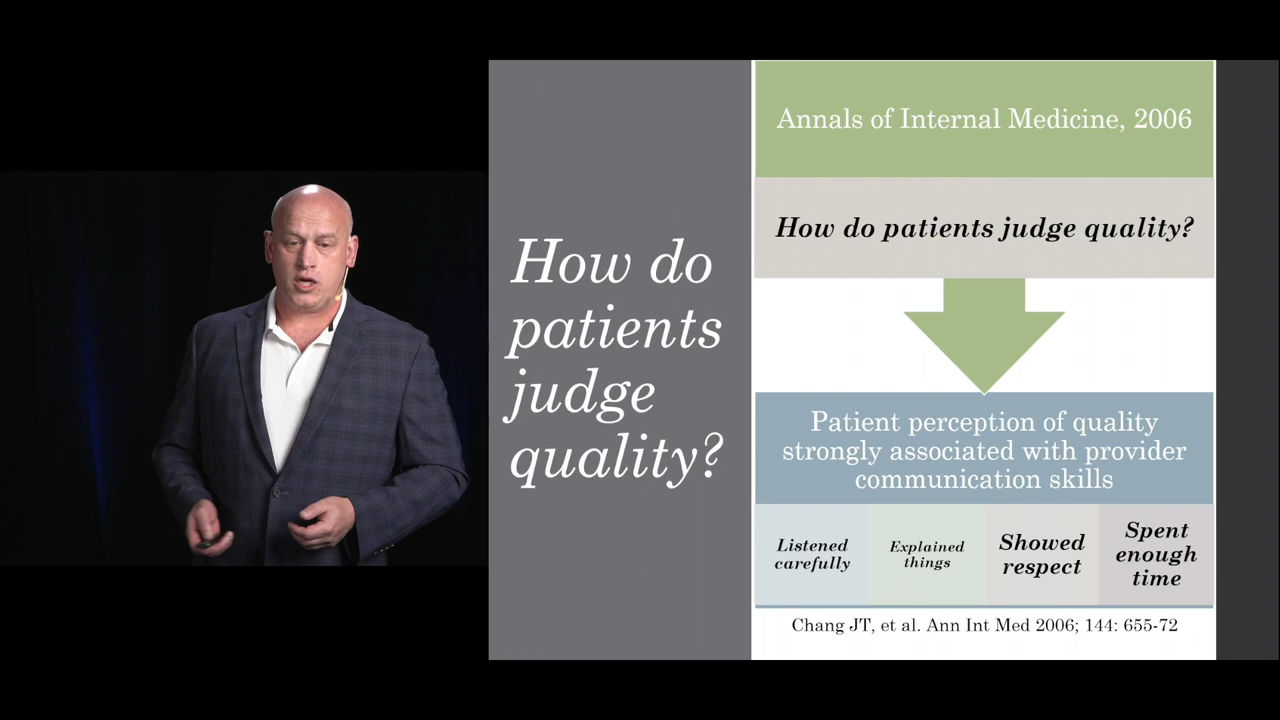 How do
patients
judge
quality?
Annals of Internal Medicine, 2006
How do patients judge quality?
Patient perception of quality
strongly associated with provider
communication skills
Listened
carefully
Explained
things
Showed
respect
Spent
enough
time
Chang JT, et al. Ann Int Med 2006; 144: 655-72